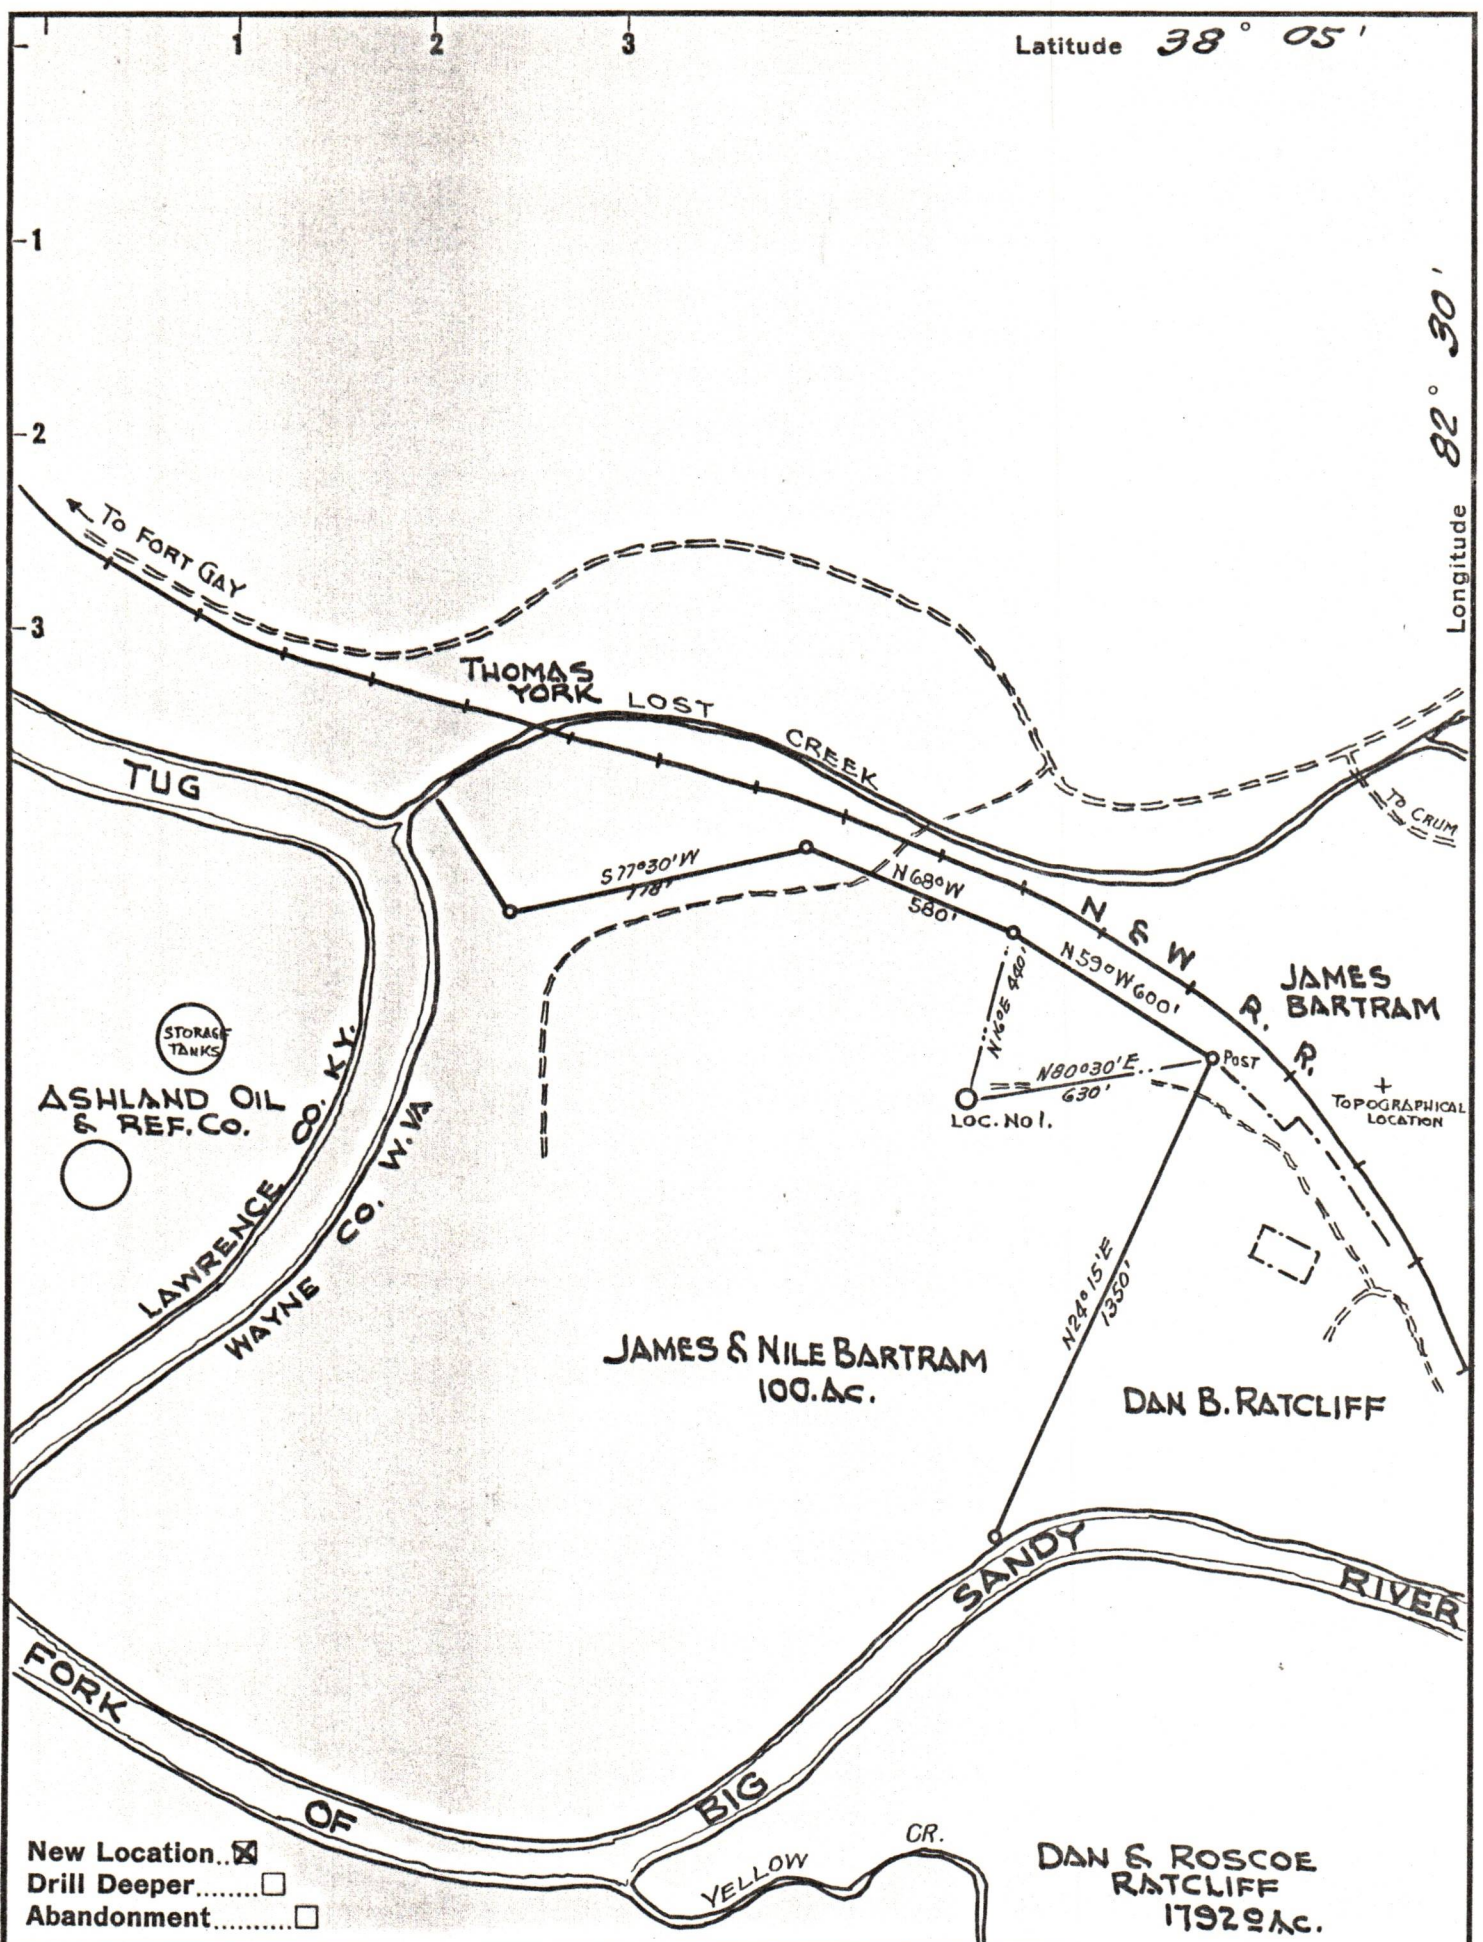 1 2 3
Latitude 38° 05'
-1
-2
-3
Longitude 82° 30'
TO FORT GAY
THOMAS
YORK
LOST CREEK
TUG
TO CRUM
S77°30'W
778'
N68°W
580'
N & W R. R.
N59°W 600'
N16°E 440'
JAMES
BARTRAM
STORAGE
TANKS
POST
N80°30'E
630'
LOC. No 1.
TOPOGRAPHICAL
LOCATION
ASHLAND OIL
& REF. CO.
LAWRENCE CO. KY.
WAYNE CO. W. VA
N24°15'E
1350'
JAMES & NILE BARTRAM
100. AC.
DAN B. RATCLIFF
SANDY
RIVER
FORK
OF
BIG
YELLOW CR.
New Location..☒
Drill Deeper........☐
Abandonment..........☐
DAN & ROSCOE
RATCLIFF